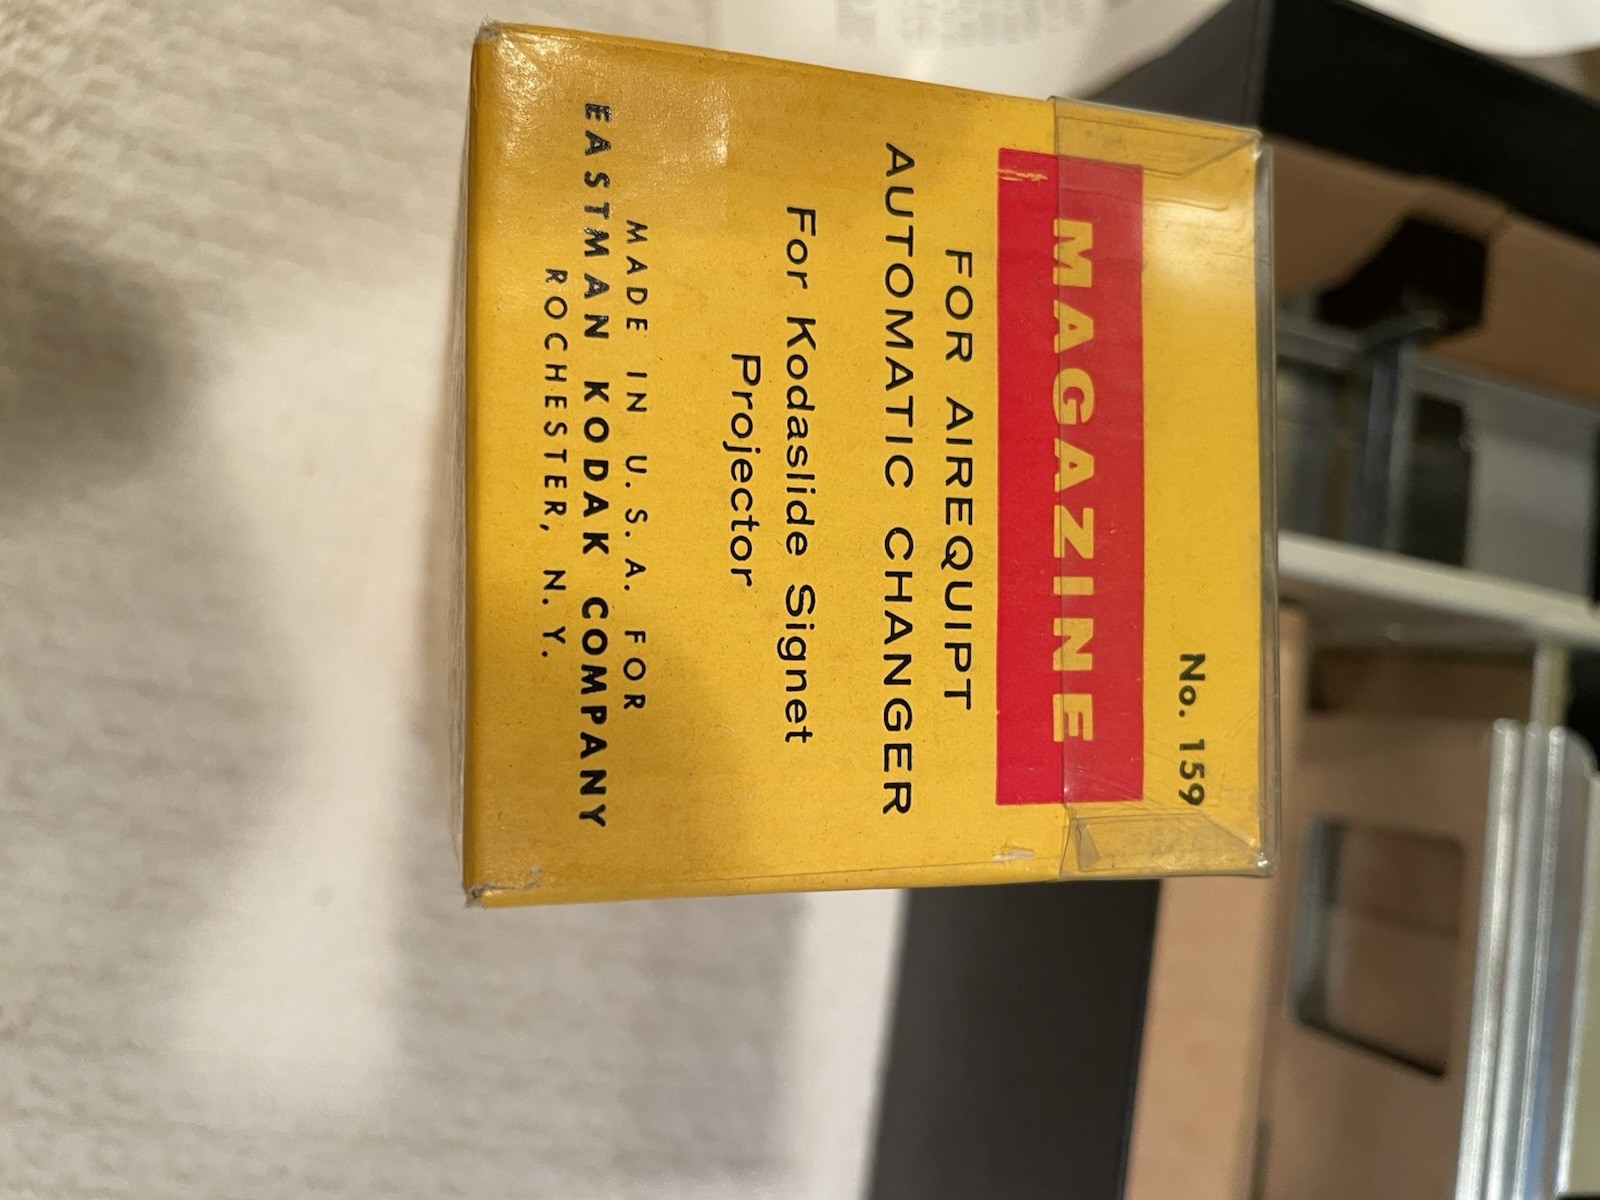 No. 159
MAGAZINE
FOR AIREQUIPT
AUTOMATIC CHANGER
For Kodaslide Signet
Projector
MADE IN U.S.A. FOR
EASTMAN KODAK COMPANY
ROCHESTER, N.Y.